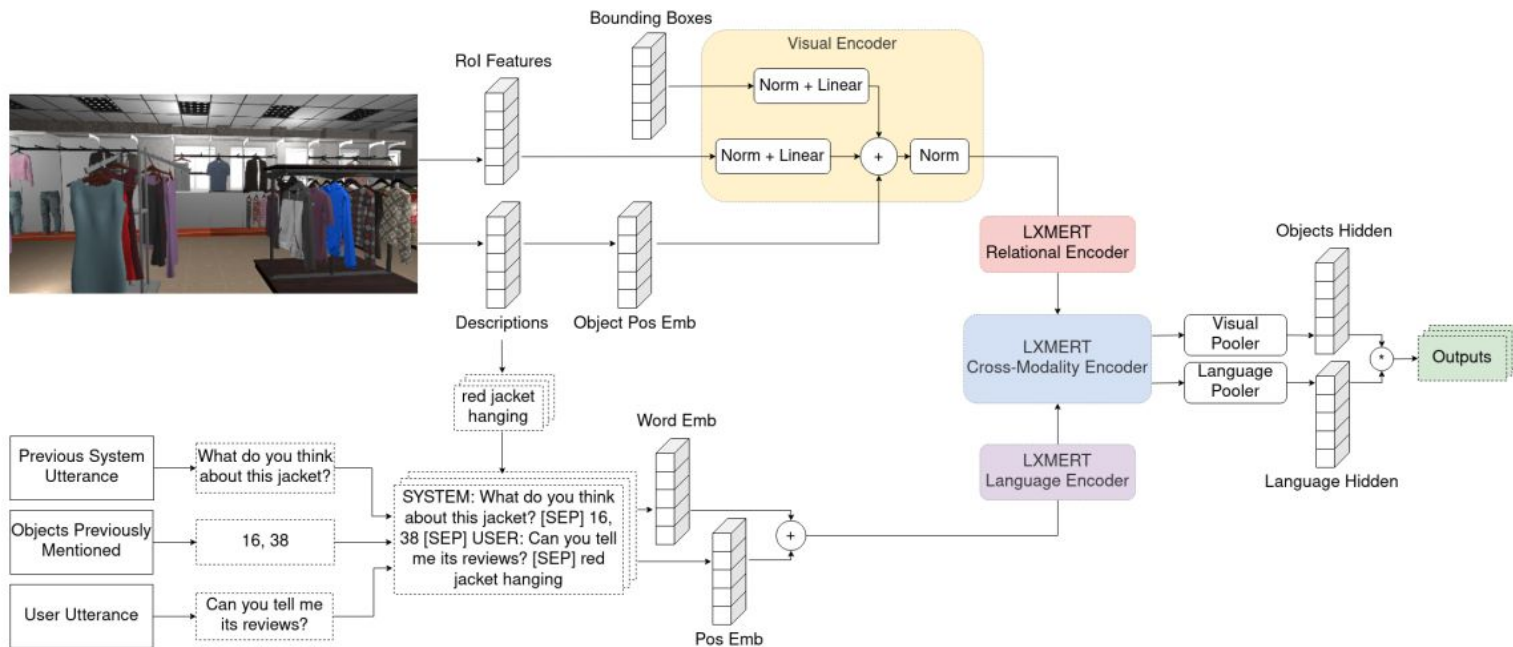 Bounding Boxes
Visual Encoder
RoI Features
Norm + Linear
Norm + Linear
+
Norm
LXMERT
Relational Encoder
Objects Hidden
Descriptions
Object Pos Emb
LXMERT
Cross-Modality Encoder
Visual
Pooler
Language
Pooler
*
Outputs
red jacket
hanging
Word Emb
LXMERT
Language Encoder
Language Hidden
Previous System
Utterance
What do you think
about this jacket?
Objects Previously
Mentioned
16, 38
User Utterance
Can you tell me
its reviews?
SYSTEM: What do you think
about this jacket? [SEP] 16,
38 [SEP] USER: Can you tell
me its reviews? [SEP] red
jacket hanging
+
Pos Emb